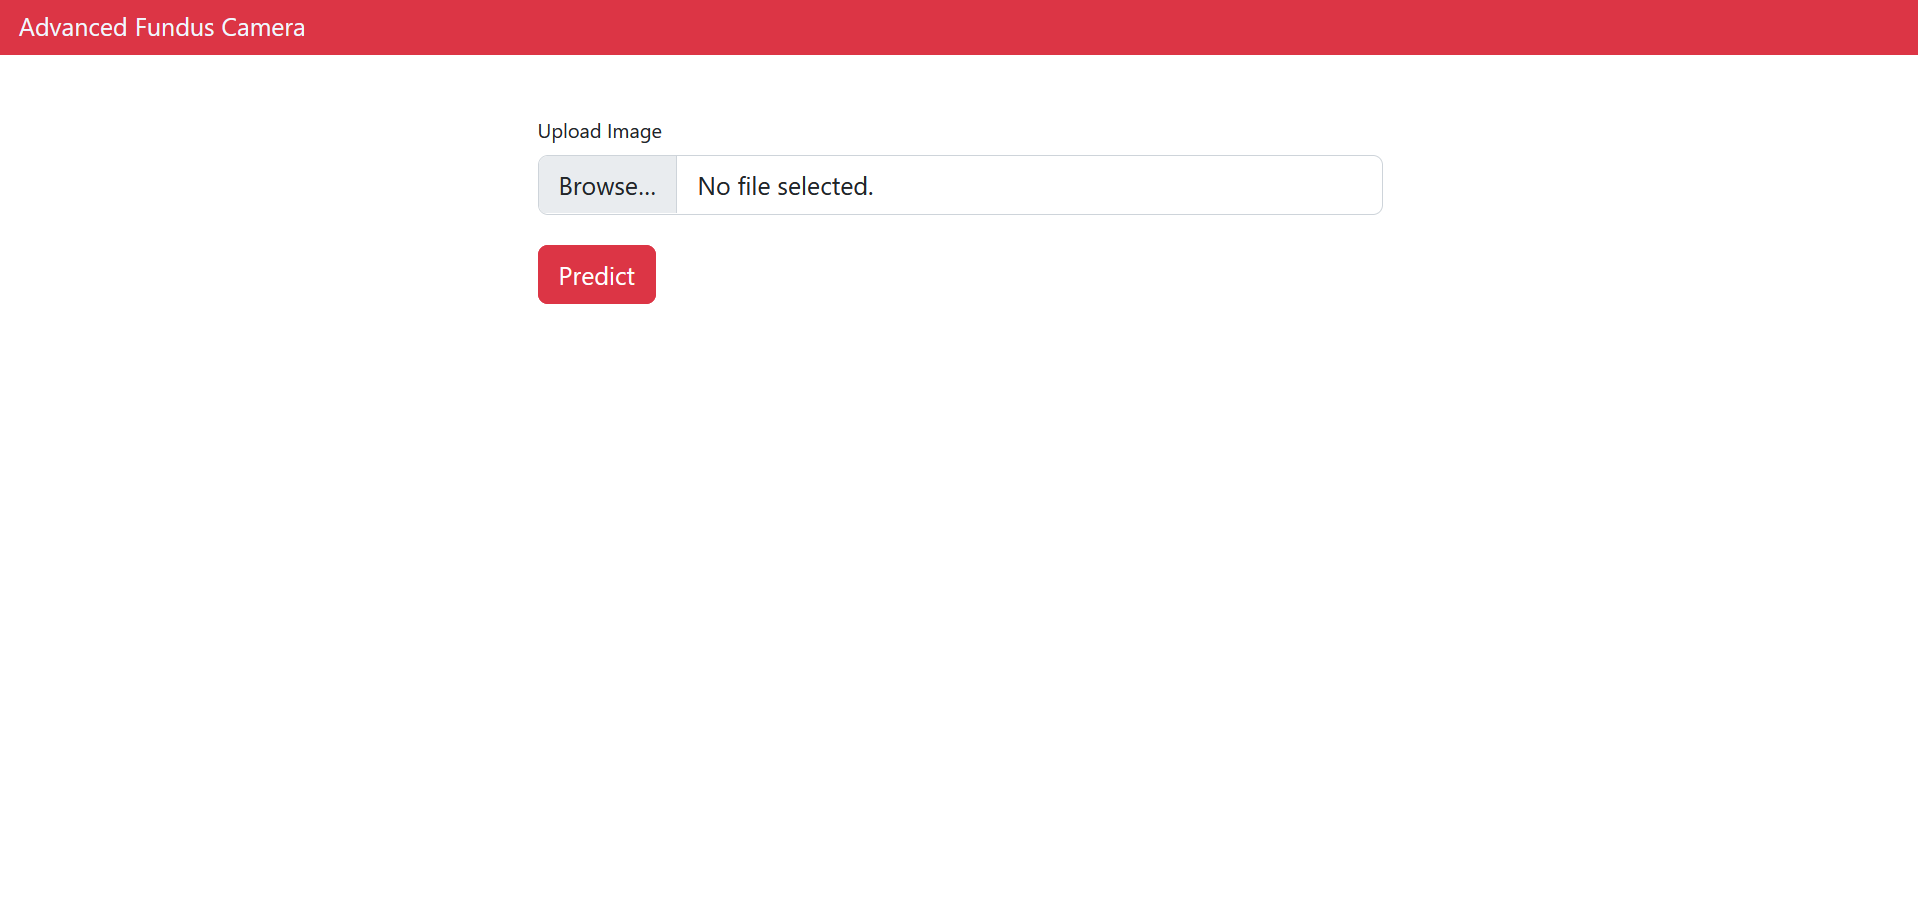 Advanced Fundus Camera
Upload Image
Browse... No file selected.
Predict